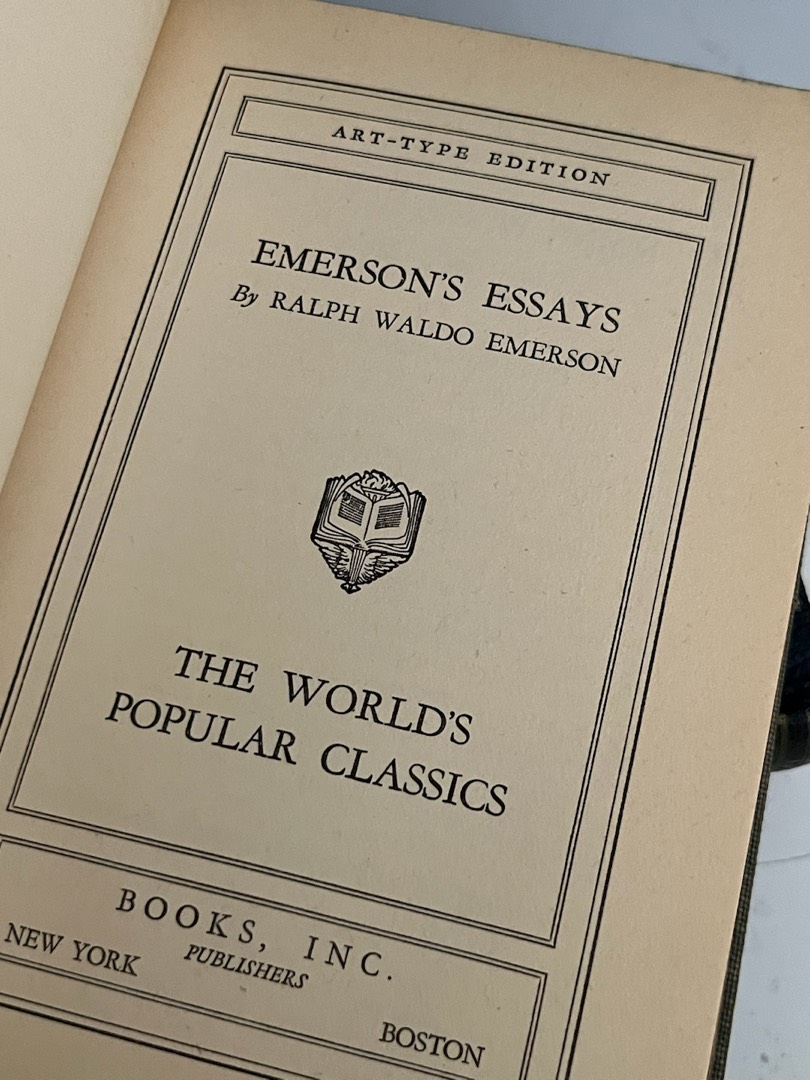 ART-TYPE EDITION
EMERSON'S ESSAYS
By RALPH WALDO EMERSON
THE WORLD'S
POPULAR CLASSICS
BOOKS, INC.
PUBLISHERS
NEW YORK BOSTON